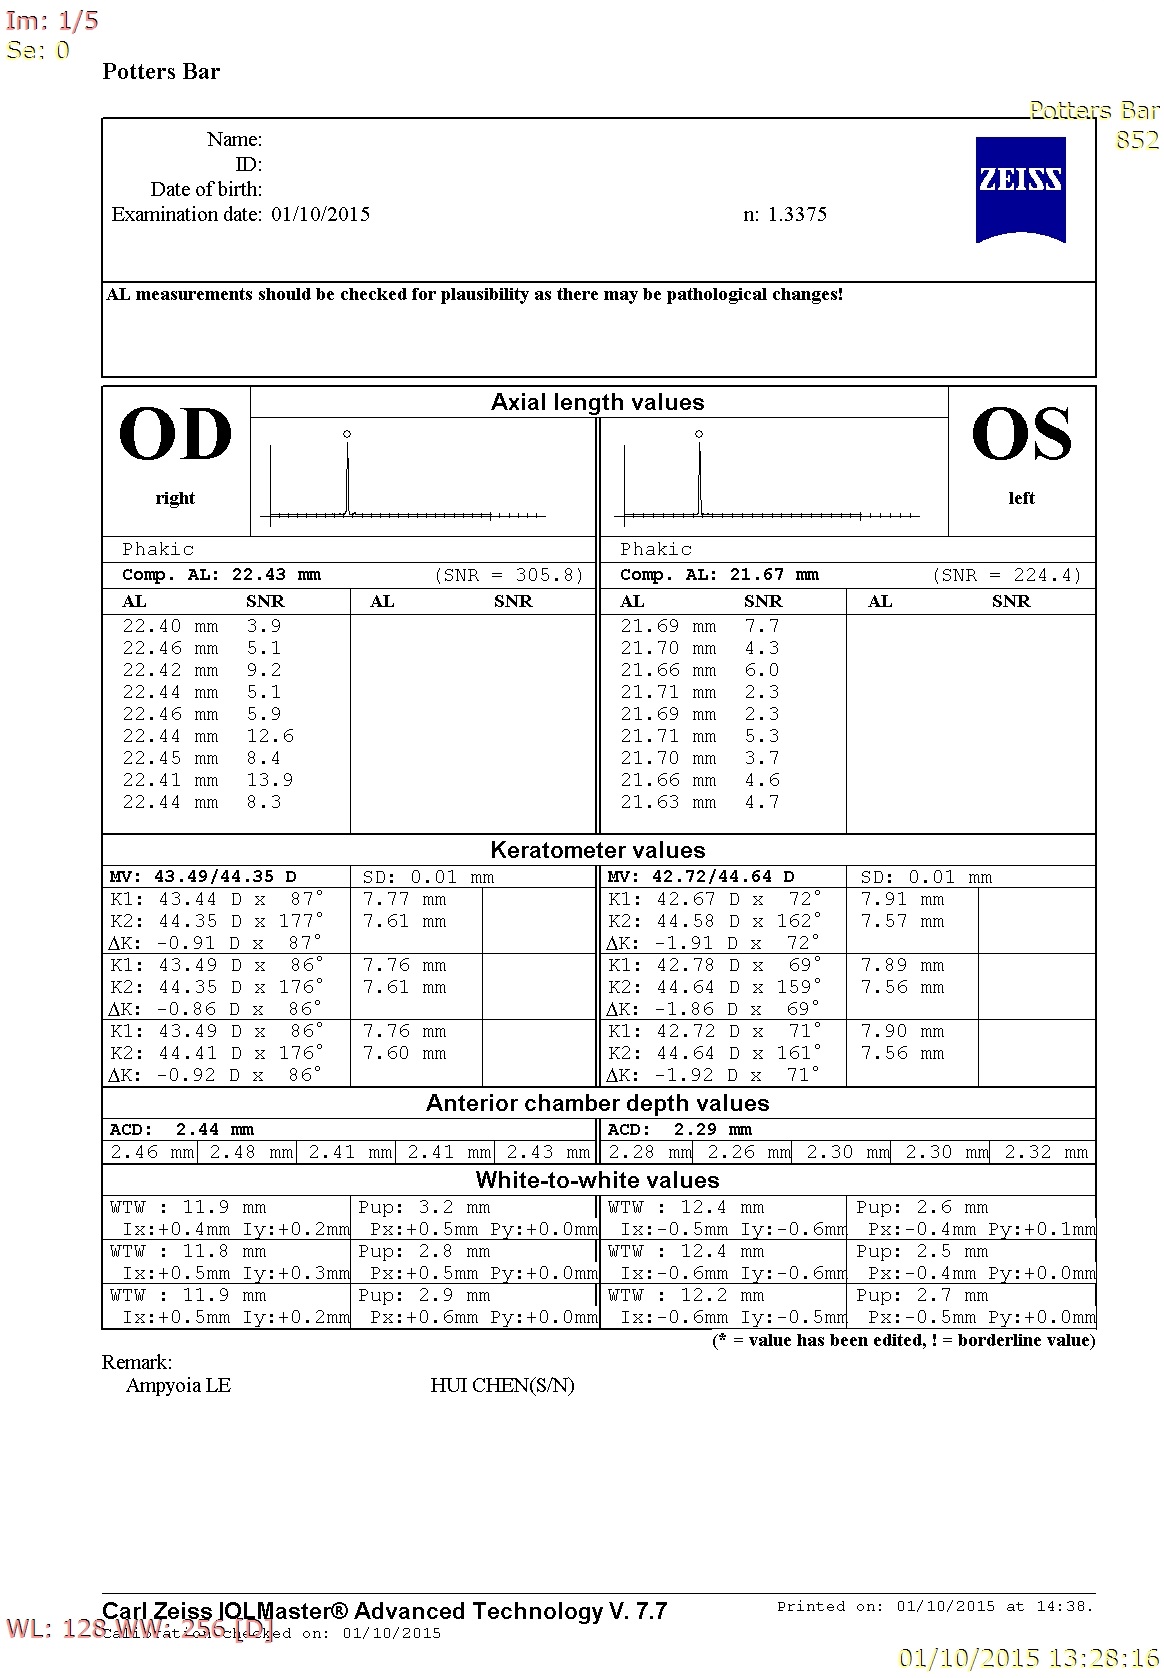 Im: 1/5
Se: 0
Potters Bar
Potters Bar
852
Name:
ID:
Date of birth:
Examination date: 01/10/2015 n: 1.3375
ZEISS
AL measurements should be checked for plausibility as there may be pathological changes!
OD
right
Axial length values
OS
left
Phakic Phakic
Comp. AL: 22.43 mm (SNR = 305.8) Comp. AL: 21.67 mm (SNR = 224.4)
AL SNR AL SNR AL SNR AL SNR
22.40 mm 3.9 21.69 mm 7.7
22.46 mm 5.1 21.70 mm 4.3
22.42 mm 9.2 21.66 mm 6.0
22.44 mm 5.1 21.71 mm 2.3
22.46 mm 5.9 21.69 mm 2.3
22.44 mm 12.6 21.71 mm 5.3
22.45 mm 8.4 21.70 mm 3.7
22.41 mm 13.9 21.66 mm 4.6
22.44 mm 8.3 21.63 mm 4.7
Keratometer values
MV: 43.49/44.35 D SD: 0.01 mm MV: 42.72/44.64 D SD: 0.01 mm
K1: 43.44 D x 87° 7.77 mm K1: 42.67 D x 72° 7.91 mm
K2: 44.35 D x 177° 7.61 mm K2: 44.58 D x 162° 7.57 mm
ΔK: -0.91 D x 87° ΔK: -1.91 D x 72°
K1: 43.49 D x 86° 7.76 mm K1: 42.78 D x 69° 7.89 mm
K2: 44.35 D x 176° 7.61 mm K2: 44.64 D x 159° 7.56 mm
ΔK: -0.86 D x 86° ΔK: -1.86 D x 69°
K1: 43.49 D x 86° 7.76 mm K1: 42.72 D x 71° 7.90 mm
K2: 44.41 D x 176° 7.60 mm K2: 44.64 D x 161° 7.56 mm
ΔK: -0.92 D x 86° ΔK: -1.92 D x 71°
Anterior chamber depth values
ACD: 2.44 mm ACD: 2.29 mm
2.46 mm 2.48 mm 2.41 mm 2.41 mm 2.43 mm 2.28 mm 2.26 mm 2.30 mm 2.30 mm 2.32 mm
White-to-white values
WTW : 11.9 mm Pup: 3.2 mm WTW : 12.4 mm Pup: 2.6 mm
Ix:+0.4mm Iy:+0.2mm Px:+0.5mm Py:+0.0mm Ix:-0.5mm Iy:-0.6mm Px:-0.4mm Py:+0.1mm
WTW : 11.8 mm Pup: 2.8 mm WTW : 12.4 mm Pup: 2.5 mm
Ix:+0.5mm Iy:+0.3mm Px:+0.5mm Py:+0.0mm Ix:-0.6mm Iy:-0.6mm Px:-0.4mm Py:+0.0mm
WTW : 11.9 mm Pup: 2.9 mm WTW : 12.2 mm Pup: 2.7 mm
Ix:+0.5mm Iy:+0.2mm Px:+0.6mm Py:+0.0mm Ix:-0.6mm Iy:-0.5mm Px:-0.5mm Py:+0.0mm
(* = value has been edited, ! = borderline value)
Remark:
Ampyoia LE HUI CHEN(S/N)
Carl Zeiss IOLMaster® Advanced Technology V. 7.7 Printed on: 01/10/2015 at 14:38.
WL: 128 WW: 256 [D]
Calibration checked on: 01/10/2015
01/10/2015 13:28:16